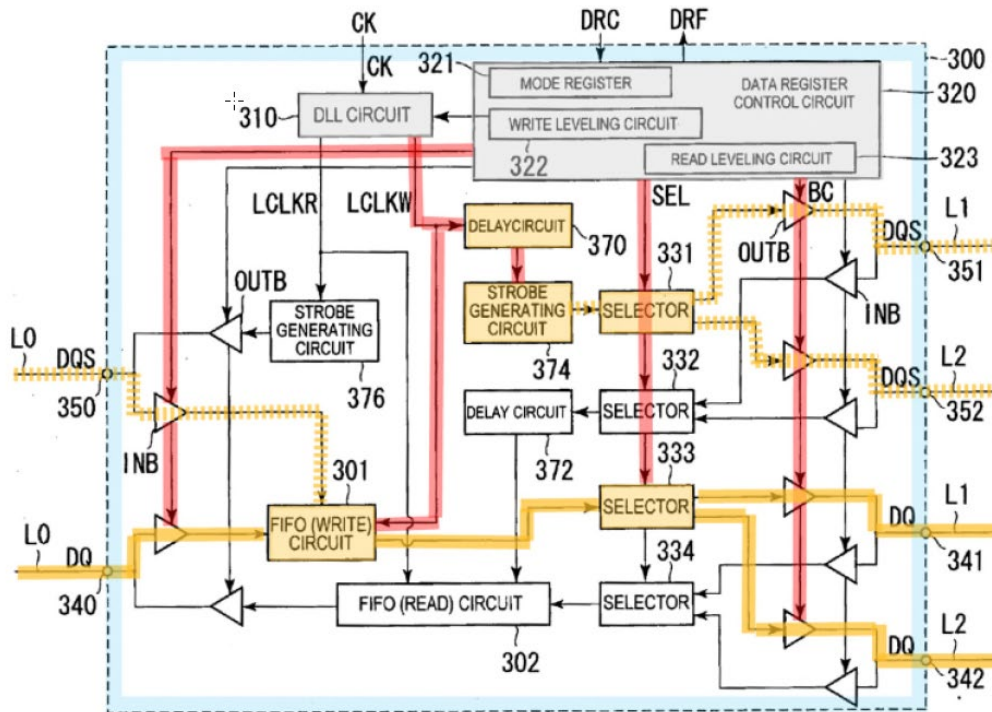 CK DRC DRF
321 CK 300
MODE REGISTER DATA REGISTER
CONTROL CIRCUIT 320
310 DLL CIRCUIT WRITE LEVELING CIRCUIT
322 READ LEVELING CIRCUIT 323
LCLKR LCLKW SEL BC L1
DELAYCIRCUIT 370 331 OUTB DQS 351
OUTB STROBE
GENERATING
CIRCUIT 374 SELECTOR INB
STROBE
GENERATING
CIRCUIT 376
L0 DQS 350 332 L2
DQS 352
INB DELAY CIRCUIT 372 SELECTOR
301 333
FIFO (WRITE)
CIRCUIT SELECTOR L1
L0 DQ 340 334 DQ 341
FIFO (READ) CIRCUIT SELECTOR L2
302 DQ 342